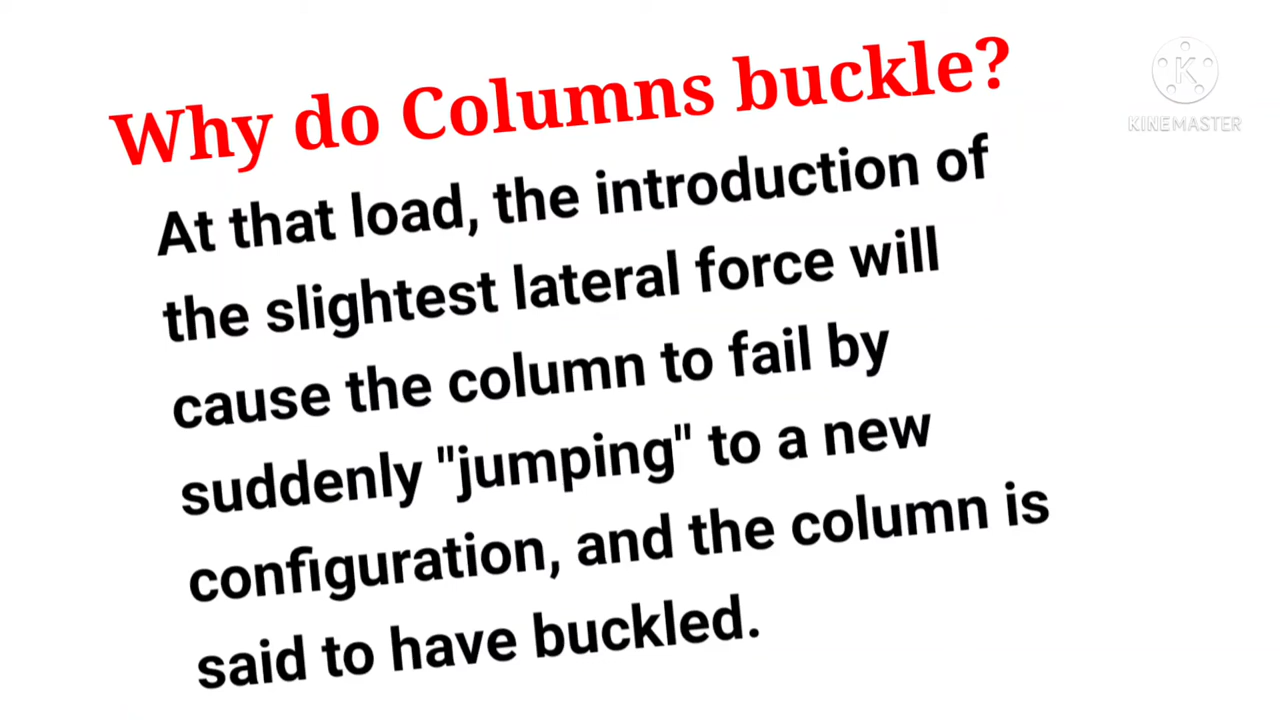 Why do Columns buckle?
At that load, the introduction of
the slightest lateral force will
cause the column to fail by
suddenly "jumping" to a new
configuration, and the column is
said to have buckled.
K
KINEMASTER